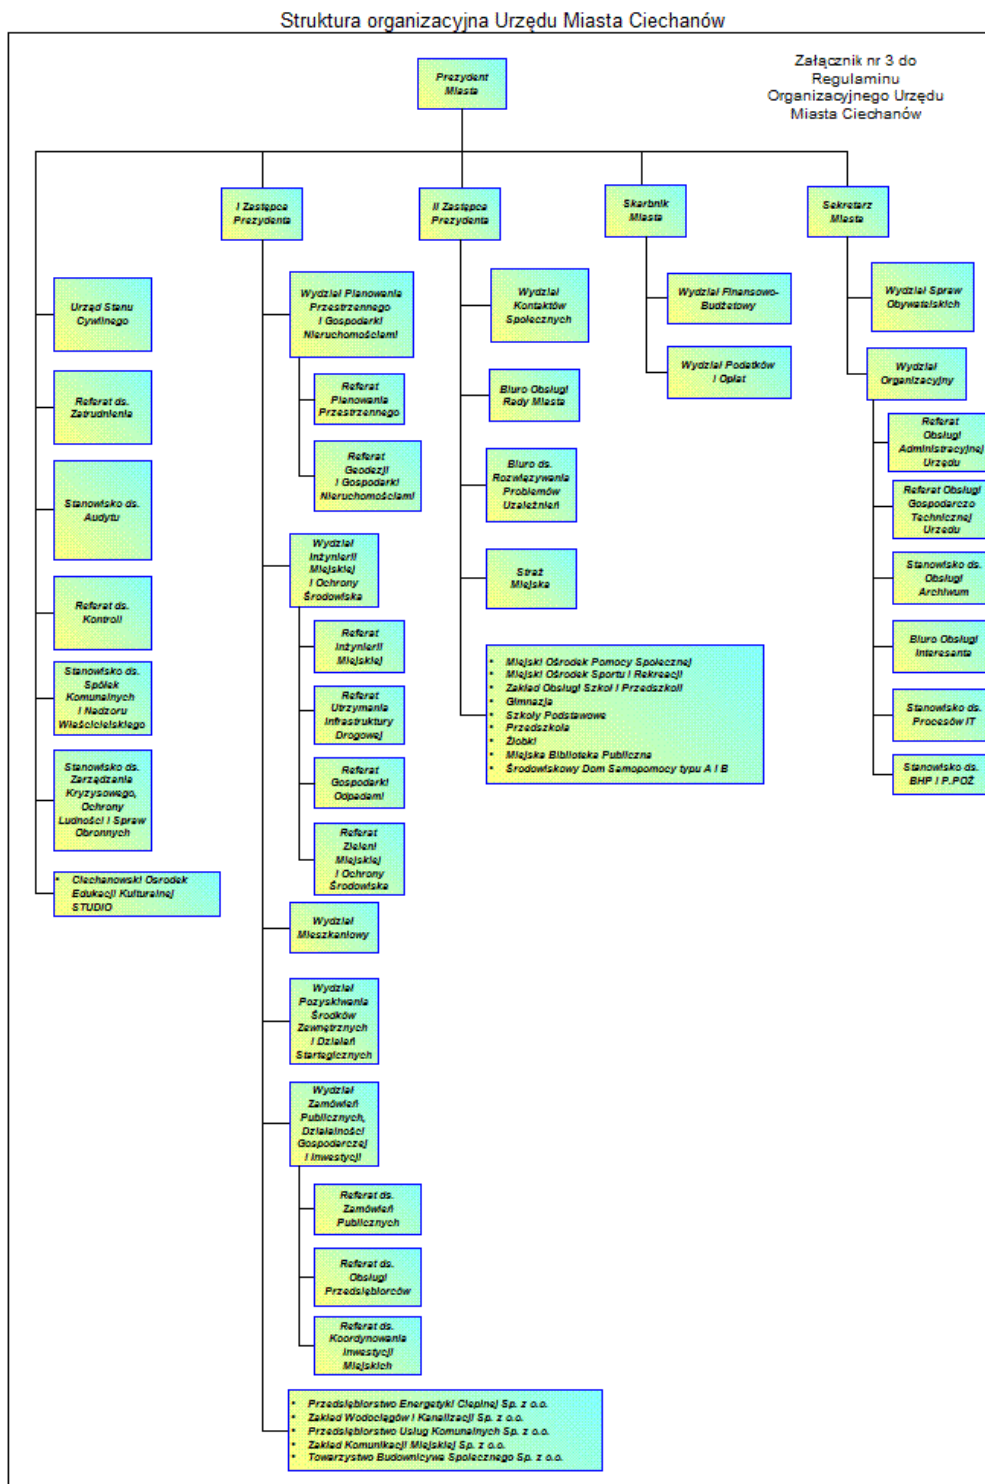 Struktura organizacyjna Urzędu Miasta Ciechanów
Załącznik nr 3 do
Regulaminu
Organizacyjnego Urzędu
Miasta Ciechanów
Prezydent
Miasta
I Zastępca
Prezydenta
II Zastępca
Prezydenta
Skarbnik
Miasta
Sekretarz
Miasta
Urząd Stanu
Cywilnego
Referat ds.
Zatrudnienia
Stanowisko ds.
Audytu
Referat ds.
Kontroli
Stanowisko ds.
Spółek
Komunalnych
i Nadzoru
Właścicielskiego
Stanowisko ds.
Zarządzania
Kryzysowego,
Ochrony
Ludności i Spraw
Obronnych
• Ciechanowski Osrodek
Edukacji Kulturalnej
STUDIO
Wydział Planowania
Przestrzennego
i Gospodarki
Nieruchomościami
Referat
Planowania
Przestrzennego
Referat
Geodezji
i Gospodarki
Nieruchomościami
Wydział
Inżynierii
Miejskiej
i Ochrony
Środowiska
Referat
Inżynierii
Miejskiej
Referat
Utrzymania
Infrastruktury
Drogowej
Referat
Gospodarki
Odpadami
Referat
Zieleni
Miejskiej
i Ochrony
Środowiska
Wydział
Mieszkaniowy
Wydział
Pozyskiwania
Środków
Zewnętrznych
i Działań
Startegicznych
Wydział
Zamówień
Publicznych,
Działalności
Gospodarczej
i Inwestycji
Referat ds.
Zamówień
Publicznych
Referat ds.
Obsługi
Przedsiębiorców
Referat ds.
Koordynowania
Inwestycji
Miejskich
• Przedsiębiorstwo Energetyki Cieplnej Sp. z o.o.
• Zakład Wodociągów i Kanalizacji Sp. z o.o.
• Przedsiębiorstwo Usług Komunalnych Sp. z o.o.
• Zakład Komunikacji Miejskiej Sp. z o.o.
• Towarzystwo Budownicywa Społecznego Sp. z o.o.
Wydział
Kontaktów
Społecznych
Biuro Obsługi
Rady Miasta
Biuro ds.
Rozwiązywania
Problemów
Uzależnień
Straż
Miejska
• Miejski Ośrodek Pomocy Społecznej
• Miejski Ośrodek Sportu i Rekreacji
• Zakład Obsługi Szkół i Przedszkoli
• Gimnazja
• Szkoły Podstawowe
• Przedszkola
• Żłobki
• Miejska Biblioteka Publiczna
• Środowiskowy Dom Samopomocy typu A i B
Wydział Finansowo-
Budżetowy
Wydział Podatków
i Opłat
Wydział Spraw
Obywatelskich
Wydział
Organizacyjny
Referat
Obsługi
Administracyjnej
Urzędu
Referat Obsługi
Gospodarczo
Technicznej
Urzędu
Stanowisko ds.
Obsługi
Archiwum
Biuro Obsługi
Interesanta
Stanowisko ds.
Procesów IT
Stanowisko ds.
BHP i P.POŻ